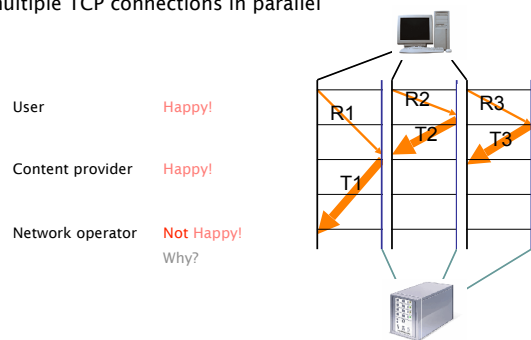 multiple TCP connections in parallel
User Happy!
Content provider Happy!
Network operator Not Happy!
Why?
R1
R2
R3
T1
T2
T3